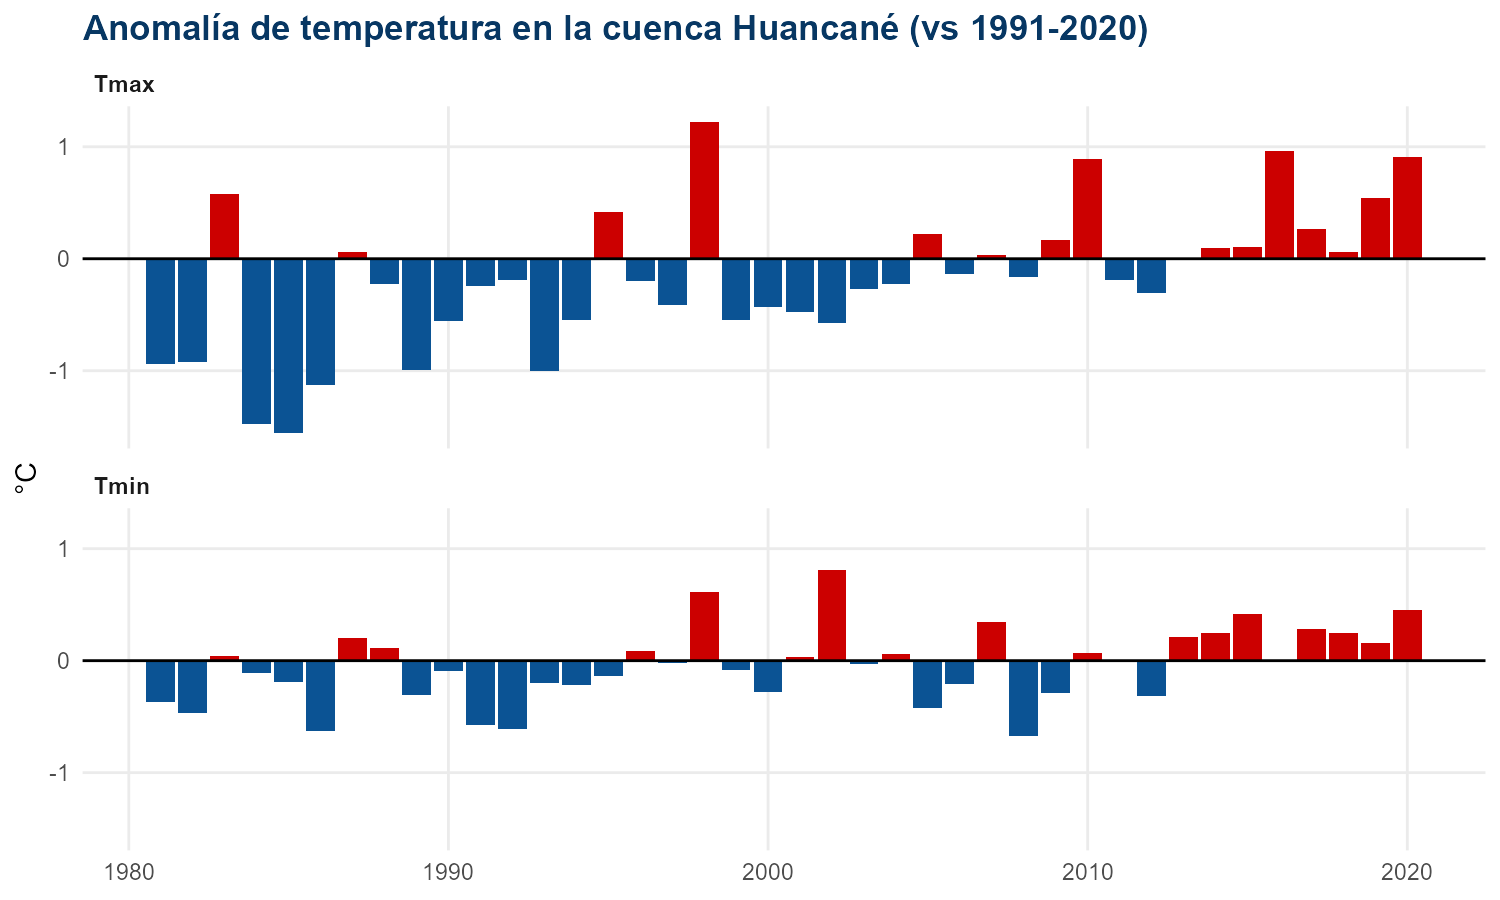 Anomalía de temperatura en la cuenca Huancané (vs 1991-2020)
Tmax
1
0
-1
°C
Tmin
1
0
-1
1980 1990 2000 2010 2020